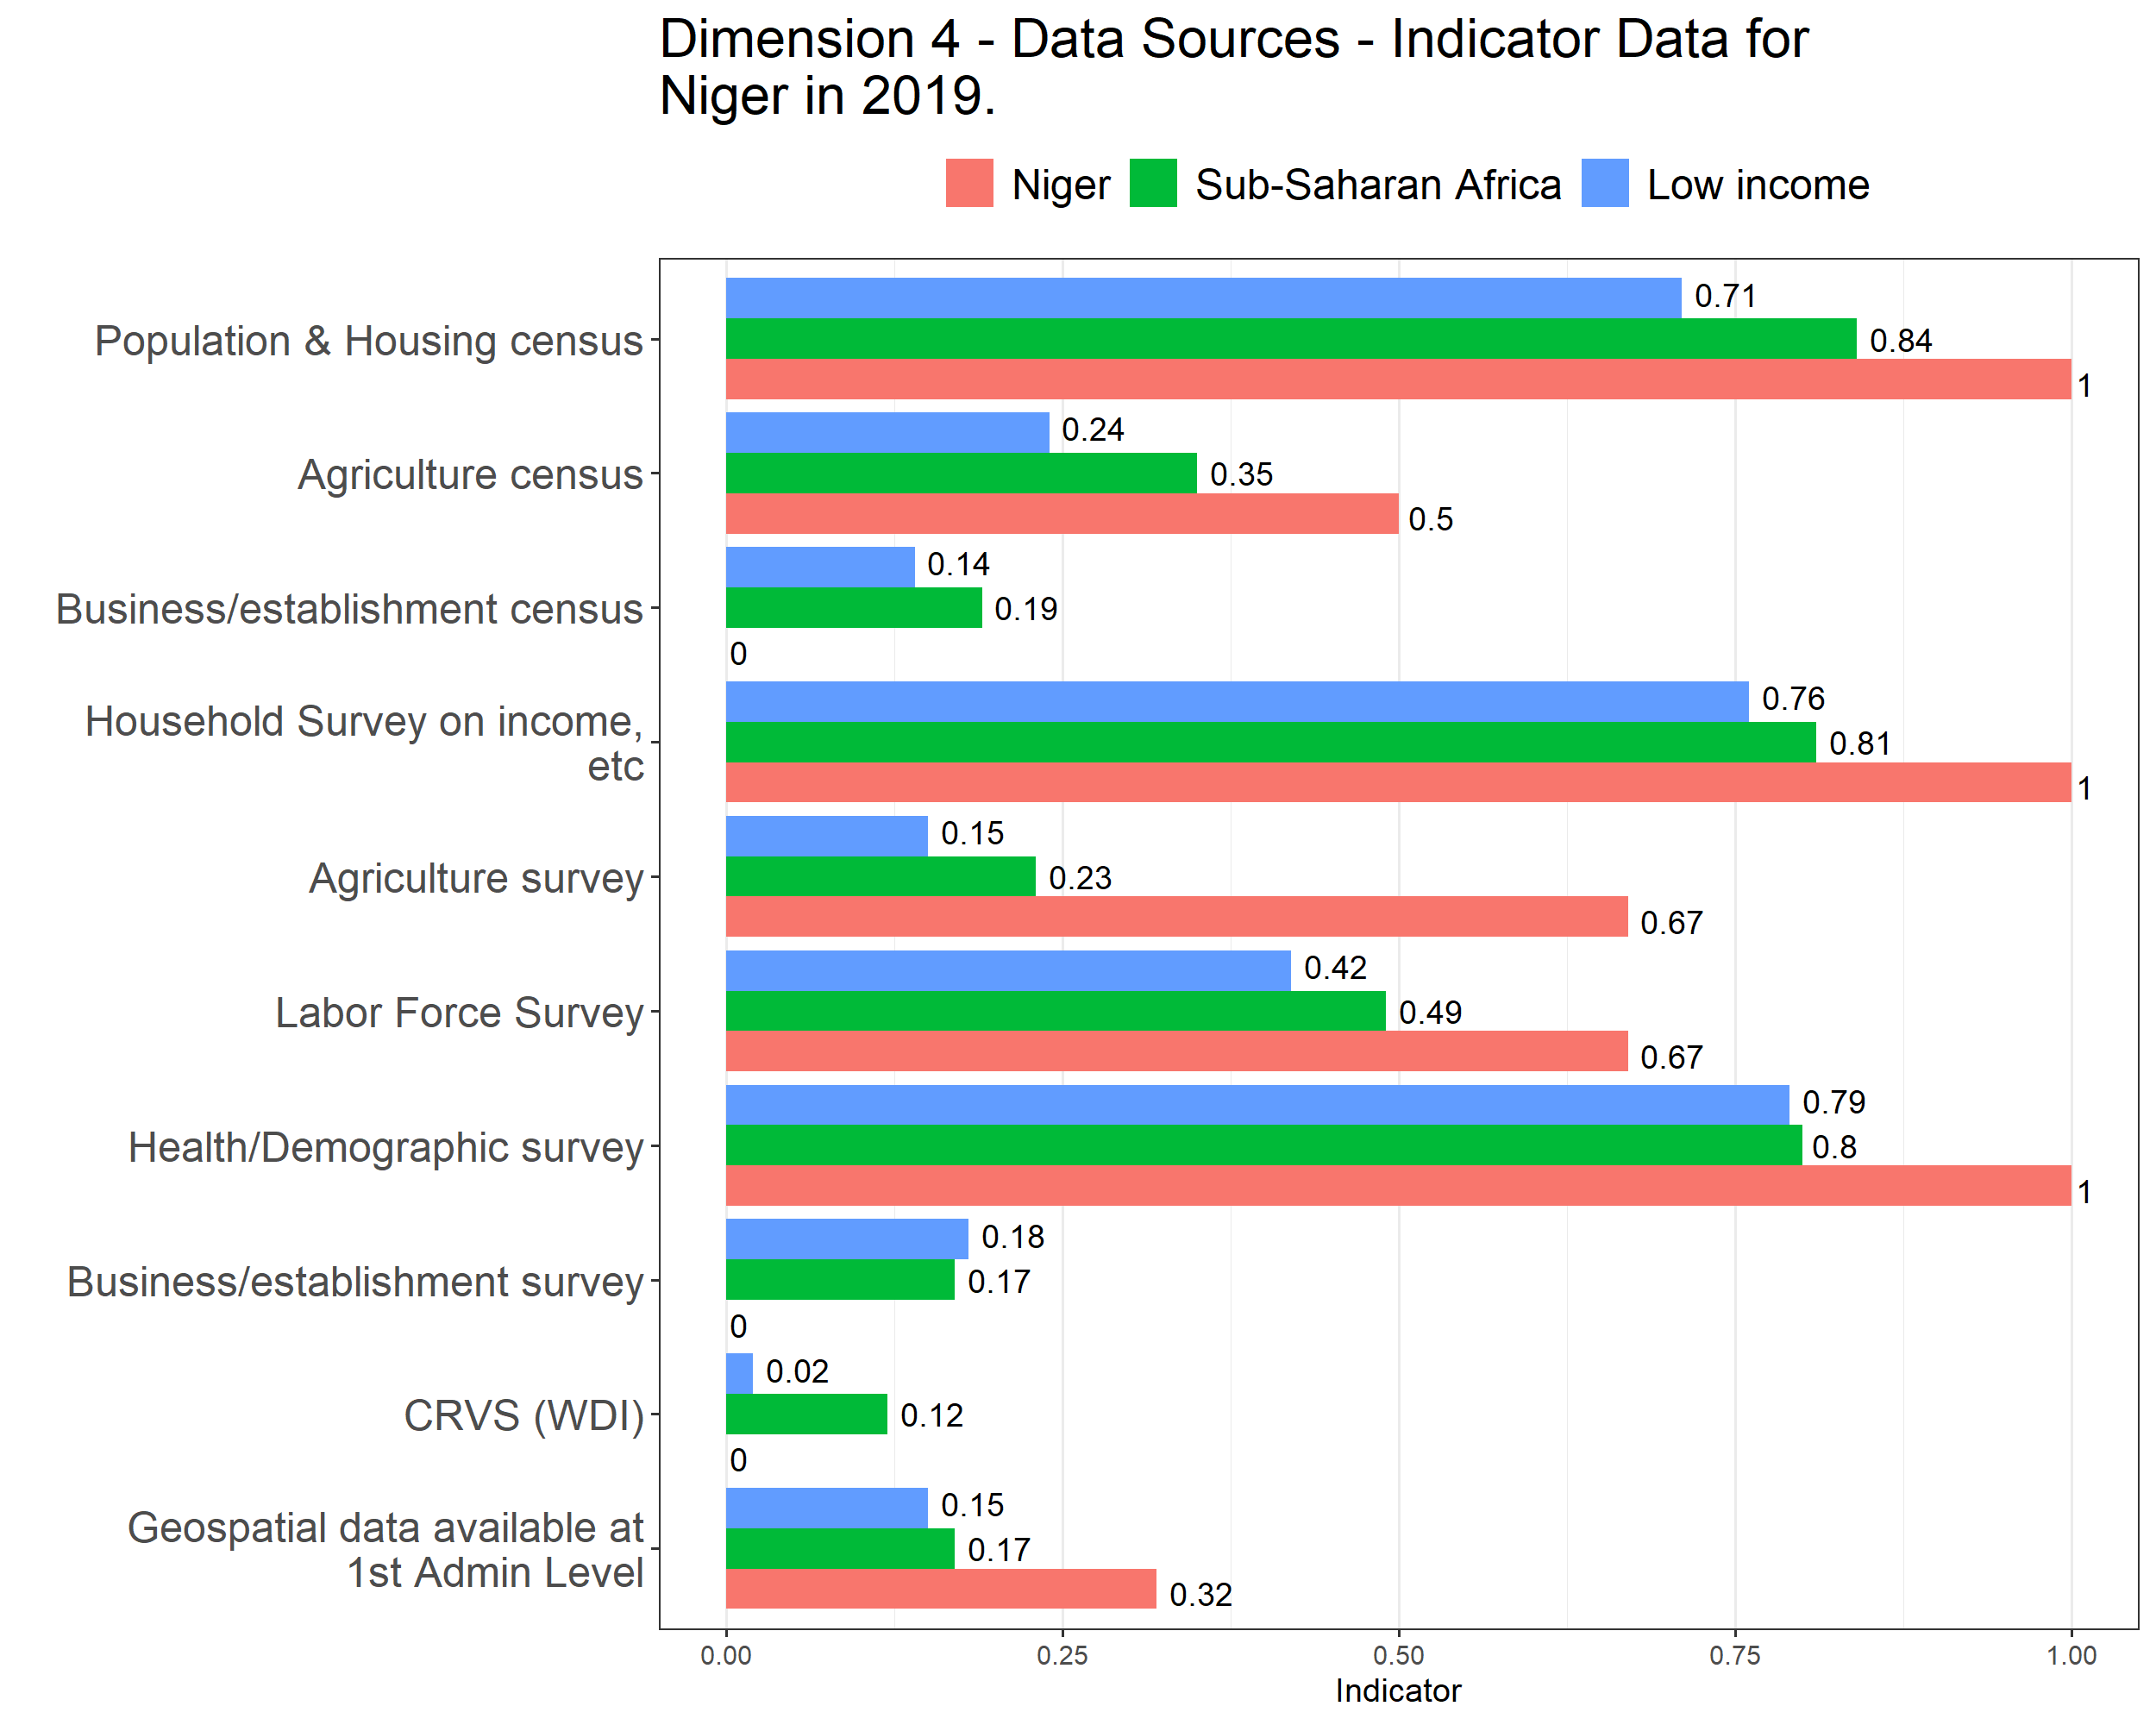 Dimension 4 - Data Sources - Indicator Data for
Niger in 2019.
Niger
Sub-Saharan Africa
Low income
Population & Housing census
0.71
0.84
1
Agriculture census
0.24
0.35
0.5
Business/establishment census
0.14
0.19
0
Household Survey on income,
etc
0.76
0.81
1
Agriculture survey
0.15
0.23
0.67
Labor Force Survey
0.42
0.49
0.67
Health/Demographic survey
0.79
0.8
1
Business/establishment survey
0.18
0.17
0
CRVS (WDI)
0.02
0.12
0
Geospatial data available at
1st Admin Level
0.15
0.17
0.32
0.00
0.25
0.50
0.75
1.00
Indicator